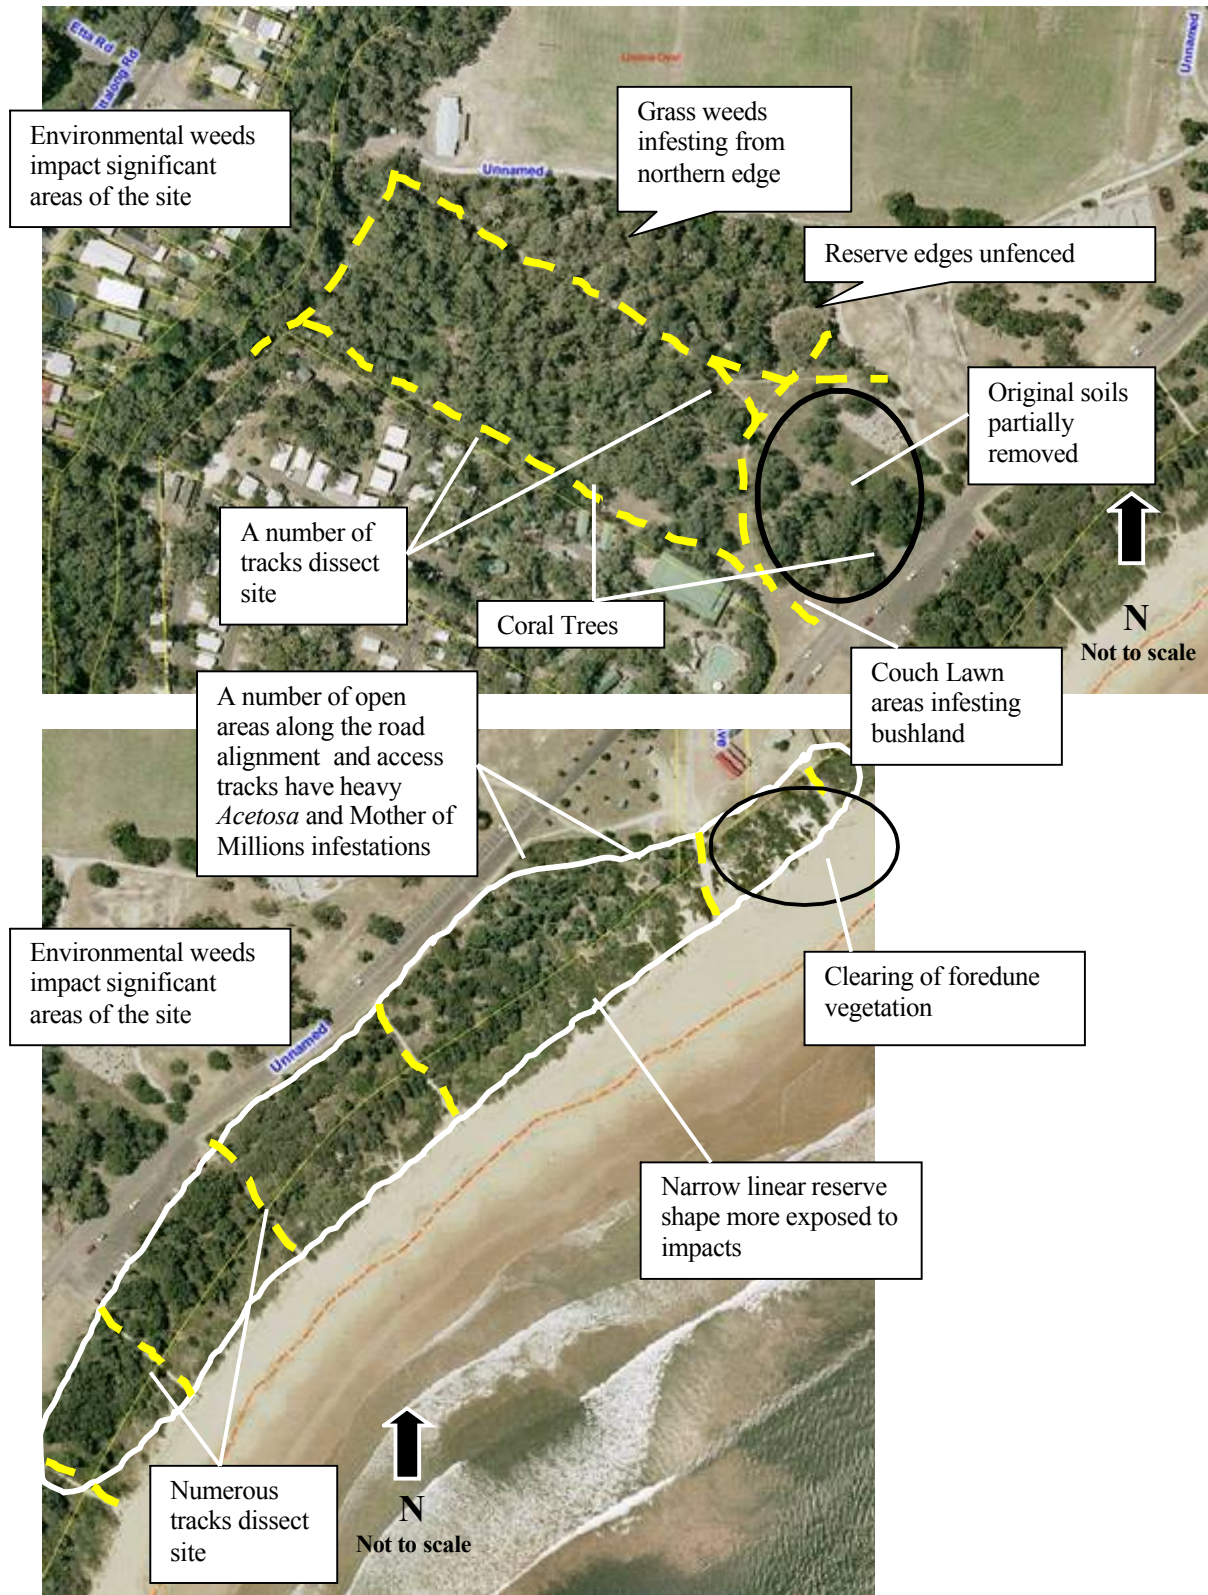 Etta Rd
Umina Oval
Unnamed
Grass weeds
infesting from
northern edge
Environmental weeds
impact significant
areas of the site
Unnamed
Reserve edges unfenced
Original soils
partially
removed
A number of
tracks dissect
site
Coral Trees
N
Not to scale
Couch Lawn
areas infesting
bushland
A number of open
areas along the road
alignment and access
tracks have heavy
Acetosa and Mother of
Millions infestations
Environmental weeds
impact significant
areas of the site
Unnamed
Clearing of foredune
vegetation
Narrow linear reserve
shape more exposed to
impacts
Numerous
tracks dissect
site
N
Not to scale